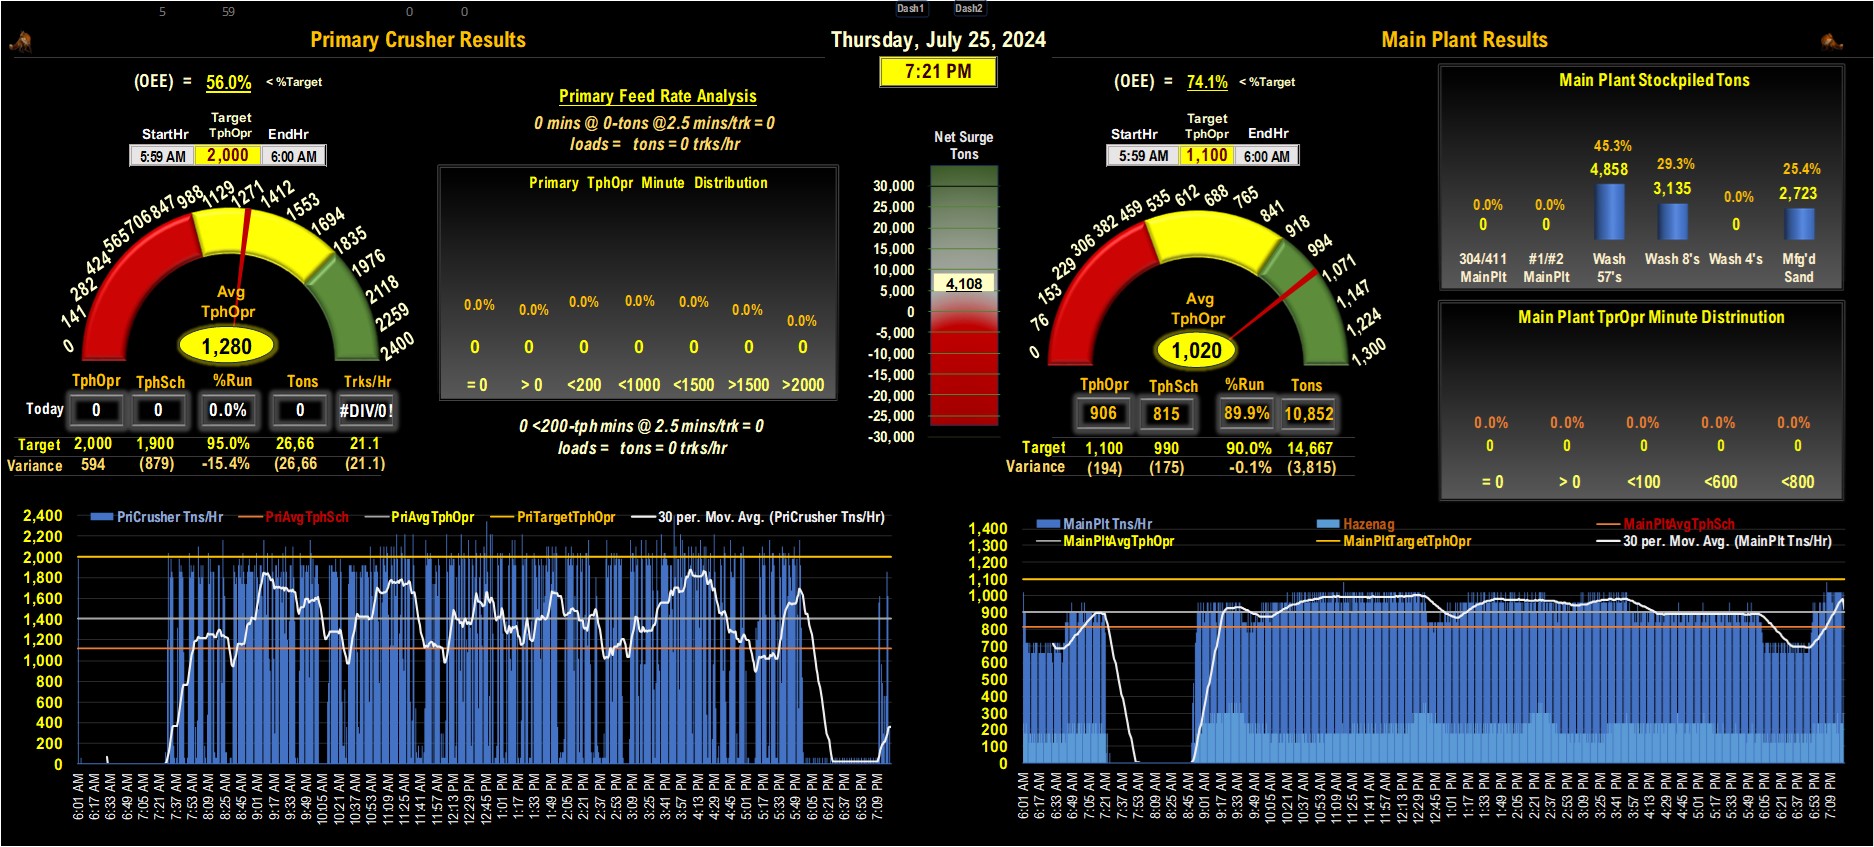 5 59 0 0 Dash1 Dash2
Primary Crusher Results
Thursday, July 25, 2024
Main Plant Results
7:21 PM
(OEE) = 56.0% < %Target
Target
StartHr TphOpr EndHr
5:59 AM 2,000 6:00 AM
0 141 282 424 565 706 847 988 1129 1271 1412 1553 1694 1835 1976 2118 2259 2400
Avg
TphOpr
1,280
TphOpr TphSch %Run Tons Trks/Hr
Today 0 0 0.0% 0 #DIV/0!
Target 2,000 1,900 95.0% 26,66 21.1
Variance 594 (879) -15.4% (26,66 (21.1)
Primary Feed Rate Analysis
0 mins @ 0-tons @2.5 mins/trk = 0
loads = tons = 0 trks/hr
Primary TphOpr Minute Distribution
0.0% 0.0% 0.0% 0.0% 0.0% 0.0% 0.0%
0 0 0 0 0 0 0
= 0 > 0 <200 <1000 <1500 >1500 >2000
0 <200-tph mins @ 2.5 mins/trk = 0
loads = tons = 0 trks/hr
Net Surge
Tons
30,000
25,000
20,000
15,000
10,000
5,000
0
-5,000
-10,000
-15,000
-20,000
-25,000
-30,000
4,108
(OEE) = 74.1% < %Target
Target
StartHr TphOpr EndHr
5:59 AM 1,100 6:00 AM
0 76 153 229 306 382 459 535 612 688 765 841 918 994 1,071 1,147 1,224 1,300
Avg
TphOpr
1,020
TphOpr TphSch %Run Tons
906 815 89.9% 10,852
Target 1,100 990 90.0% 14,667
Variance (194) (175) -0.1% (3,815)
Main Plant Stockpiled Tons
0.0% 0.0% 45.3% 29.3% 0.0% 25.4%
0 0 4,858 3,135 0 2,723
304/411 #1/#2 Wash Wash 8's Wash 4's Mfg'd
MainPlt MainPlt 57's Sand
Main Plant TprOpr Minute Distrinution
0.0% 0.0% 0.0% 0.0% 0.0%
0 0 0 0 0
= 0 > 0 <100 <600 <800
PriCrusher Tns/Hr PriAvgTphSch PriAvgTphOpr PriTargetTphOpr 30 per. Mov. Avg. (PriCrusher Tns/Hr)
2,400
2,200
2,000
1,800
1,600
1,400
1,200
1,000
800
600
400
200
0
6:01 AM 6:17 AM 6:33 AM 6:49 AM 7:05 AM 7:21 AM 7:37 AM 7:53 AM 8:09 AM 8:25 AM 8:45 AM 9:01 AM 9:17 AM 9:33 AM 9:49 AM 10:05 AM 10:21 AM 10:37 AM 10:53 AM 11:09 AM 11:25 AM 11:41 AM 11:57 AM 12:13 PM 12:29 PM 12:45 PM 1:01 PM 1:17 PM 1:33 PM 1:49 PM 2:05 PM 2:21 PM 2:37 PM 2:53 PM 3:09 PM 3:25 PM 3:41 PM 3:57 PM 4:13 PM 4:29 PM 4:45 PM 5:01 PM 5:17 PM 5:33 PM 5:49 PM 6:05 PM 6:21 PM 6:37 PM 6:53 PM 7:09 PM
MainPlt Tns/Hr Hazenag MainPltAvgTphSch
MainPltAvgTphOpr MainPltTargetTphOpr 30 per. Mov. Avg. (MainPlt Tns/Hr)
1,400
1,300
1,200
1,100
1,000
900
800
700
600
500
400
300
200
100
0
6:01 AM 6:17 AM 6:33 AM 6:49 AM 7:05 AM 7:21 AM 7:37 AM 7:53 AM 8:09 AM 8:25 AM 8:45 AM 9:01 AM 9:17 AM 9:33 AM 9:49 AM 10:05 AM 10:21 AM 10:37 AM 10:53 AM 11:09 AM 11:25 AM 11:41 AM 11:57 AM 12:13 PM 12:29 PM 12:45 PM 1:01 PM 1:17 PM 1:33 PM 1:49 PM 2:05 PM 2:21 PM 2:37 PM 2:53 PM 3:09 PM 3:25 PM 3:41 PM 3:57 PM 4:13 PM 4:29 PM 4:45 PM 5:01 PM 5:17 PM 5:33 PM 5:49 PM 6:05 PM 6:21 PM 6:37 PM 6:53 PM 7:09 PM